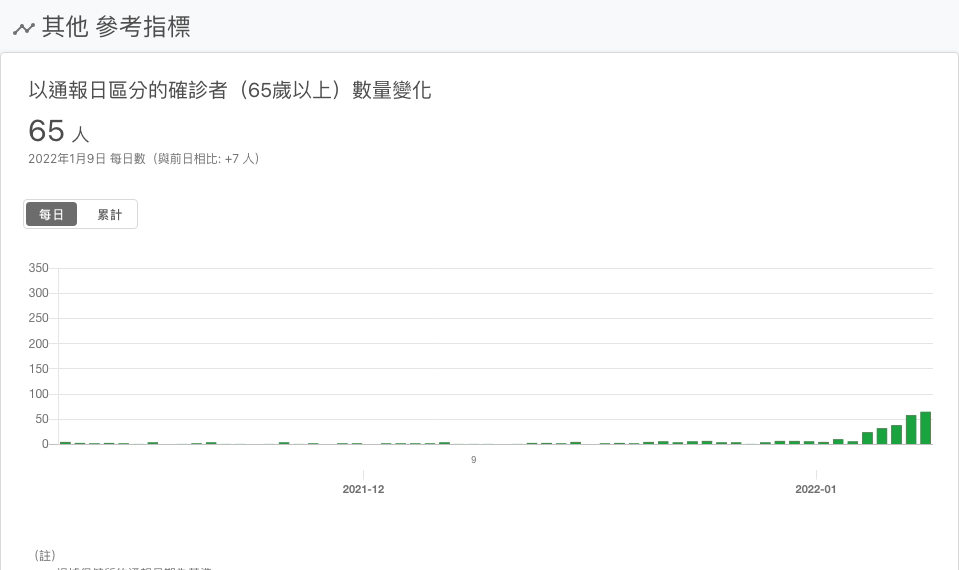 其他 參考指標
以通報日區分的確診者（65歲以上）數量變化
65 人
2022年1月9日 每日數（與前日相比: +7 人）
每日 累計
350
300
250
200
150
100
50
0
9
2021-12 2022-01
（註）